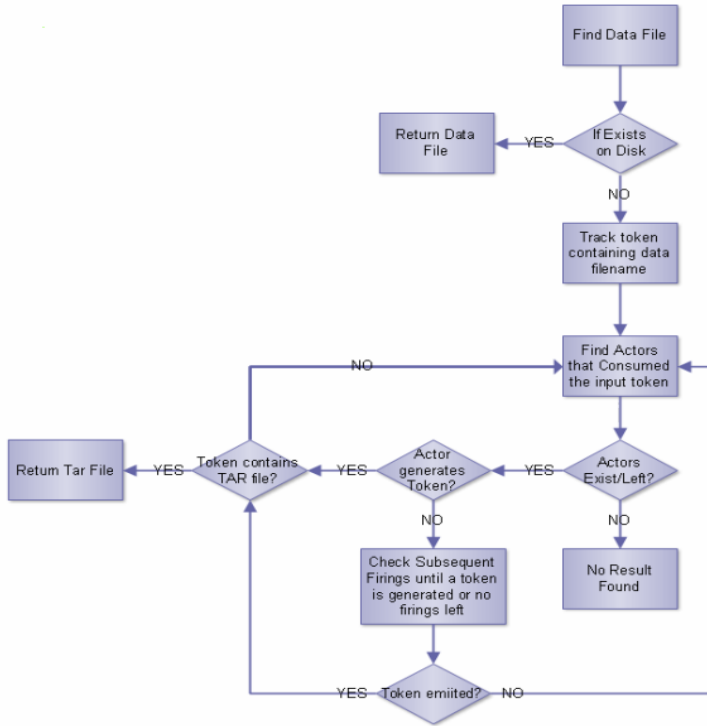 Find Data File
If Exists
on Disk
YES
Return Data
File
NO
Track token
containing data
filename
Find Actors
that Consumed
the input token
NO
Actors
Exist/Left?
YES
Actor
generates
Token?
YES
Token contains
TAR file?
YES
Return Tar File
NO
No Result
Found
NO
Check Subsequent
Firings until a token
is generated or no
firings left
Token emiited?
YES
NO